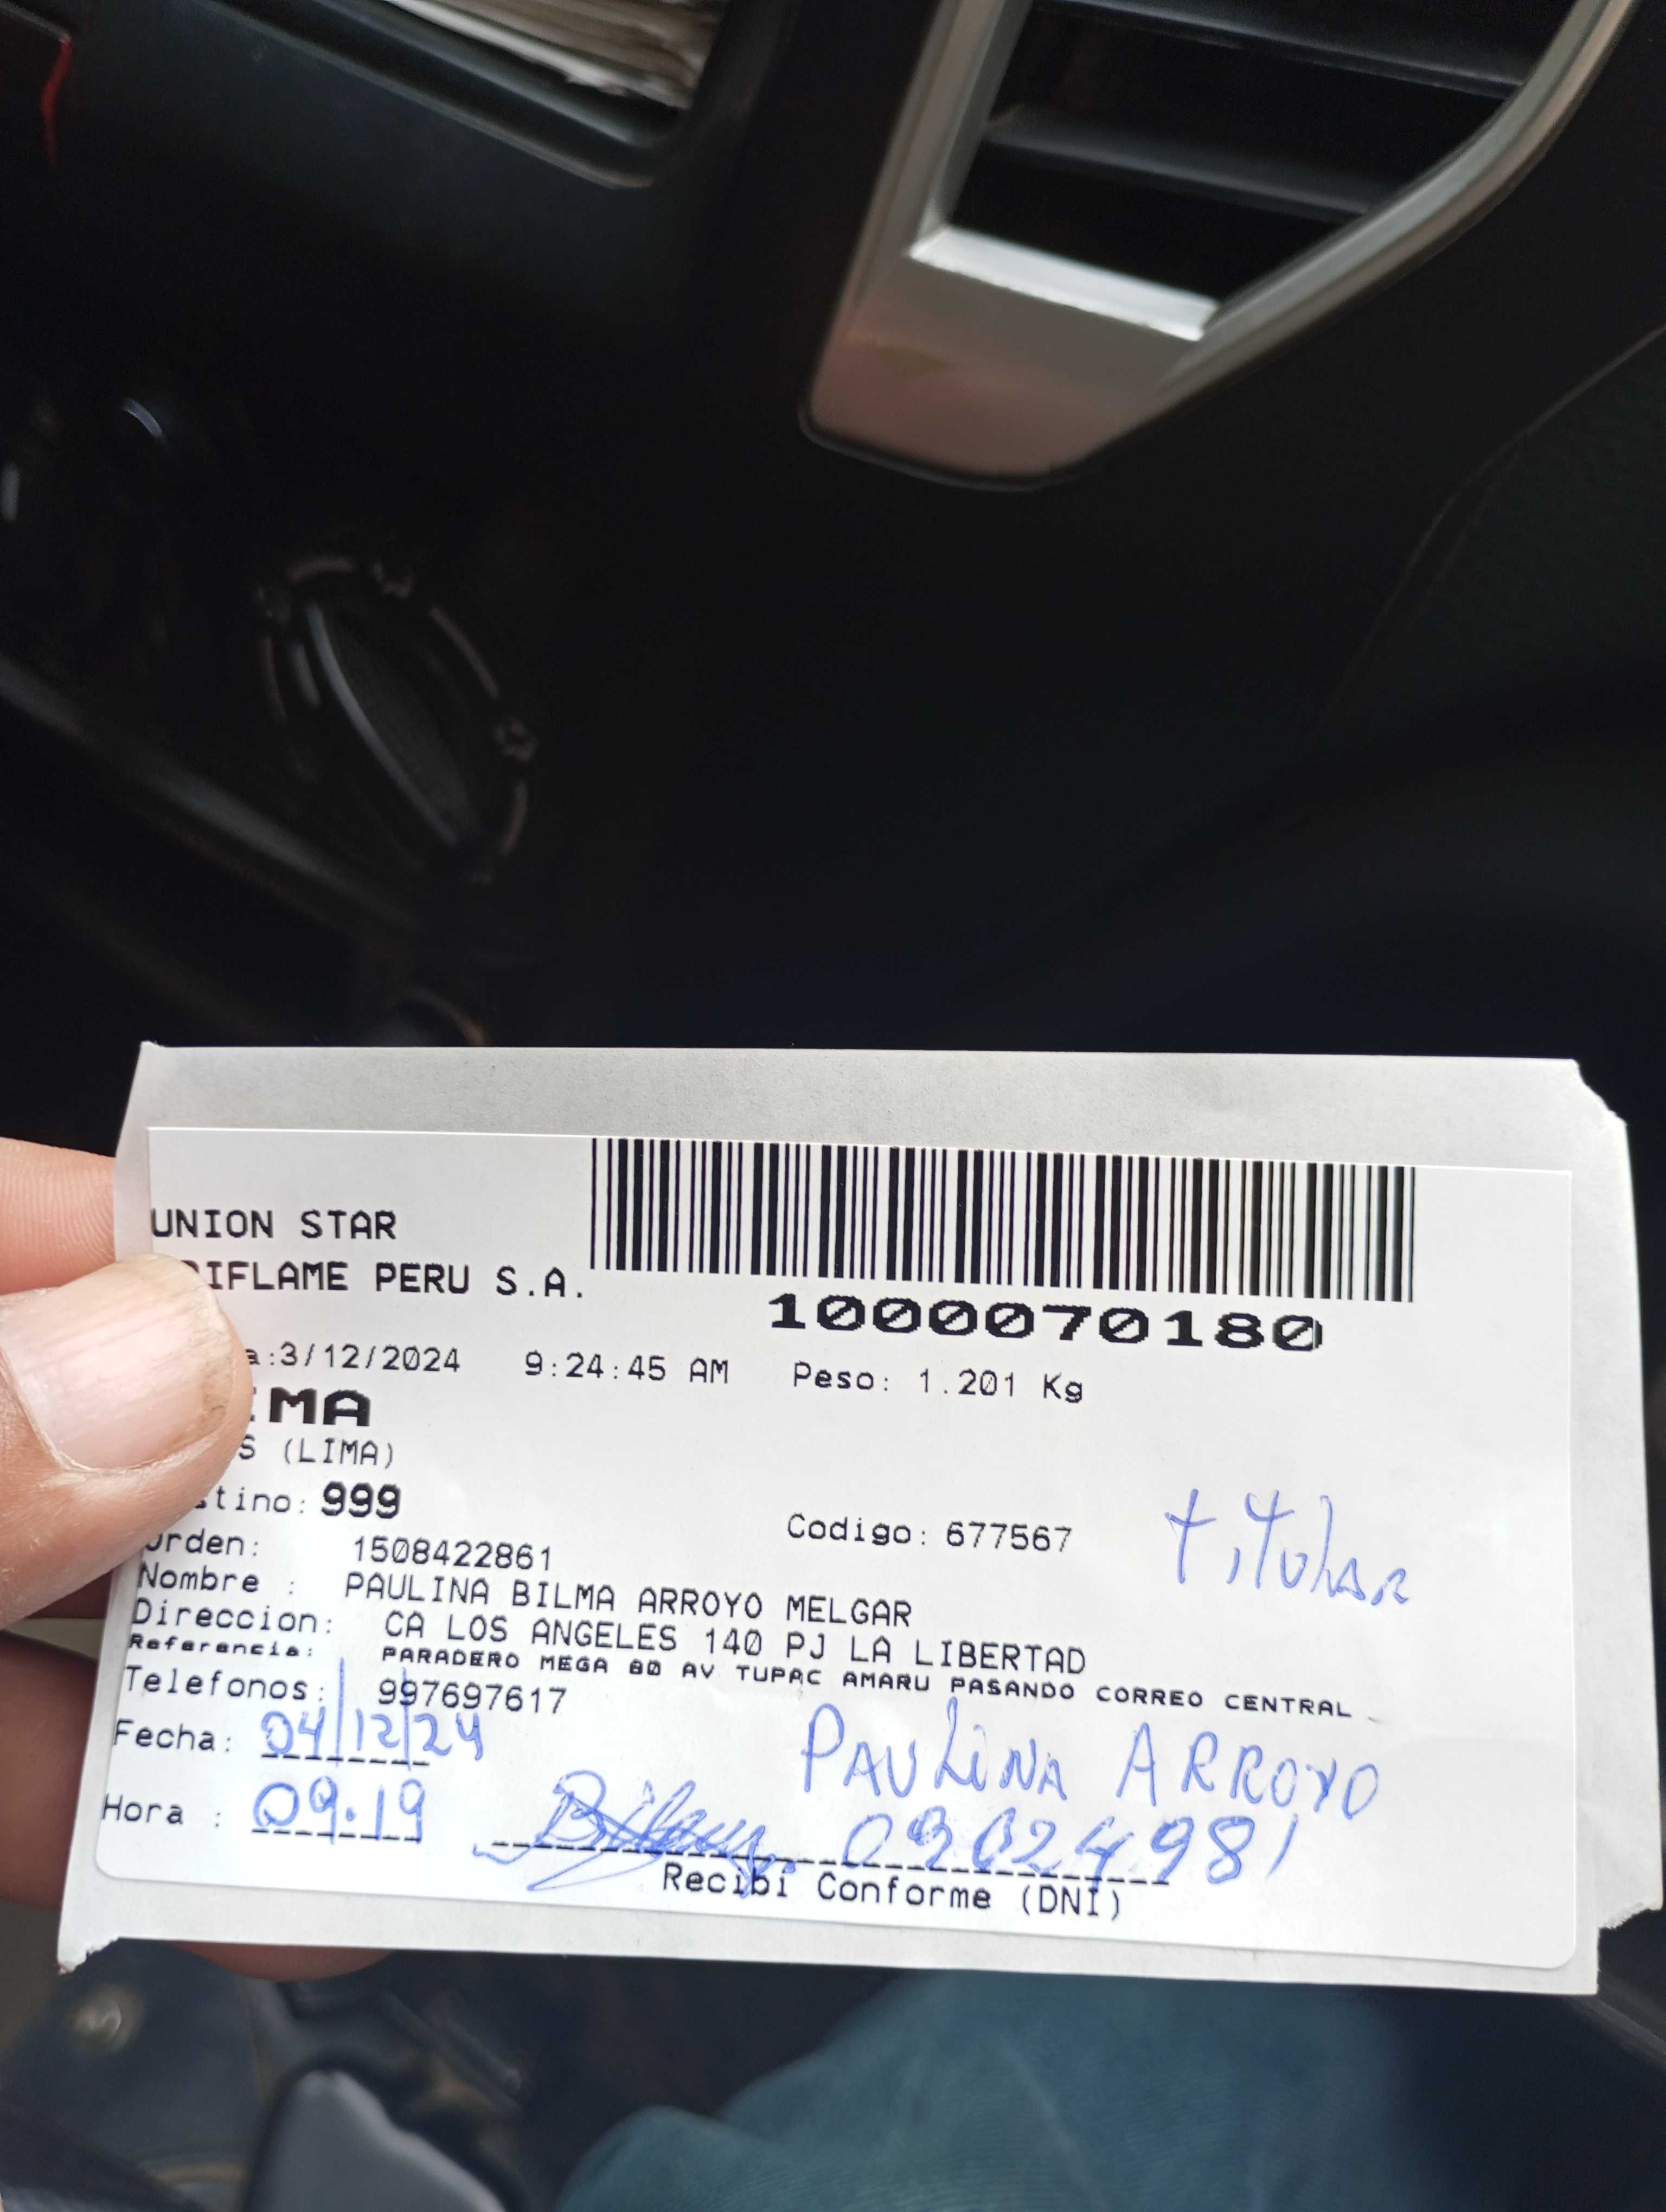 UNION STAR
RIFLAME PERU S.A.
1000070180
a:3/12/2024 9:24:45 AM Peso: 1.201 Kg
IMA
S (LIMA)
stino: 999
Orden: 1508422861 Codigo: 677567 titular
Nombre : PAULINA BILMA ARROYO MELGAR
Direccion: CA LOS ANGELES 140 PJ LA LIBERTAD
Referencia: PARADERO MEGA 80 AV TUPAC AMARU PASANDO CORREO CENTRAL
Telefonos: 997697617
Fecha: 04/12/24 PAULINA ARROYO
Hora : 09:19 09024981
Recibi Conforme (DNI)